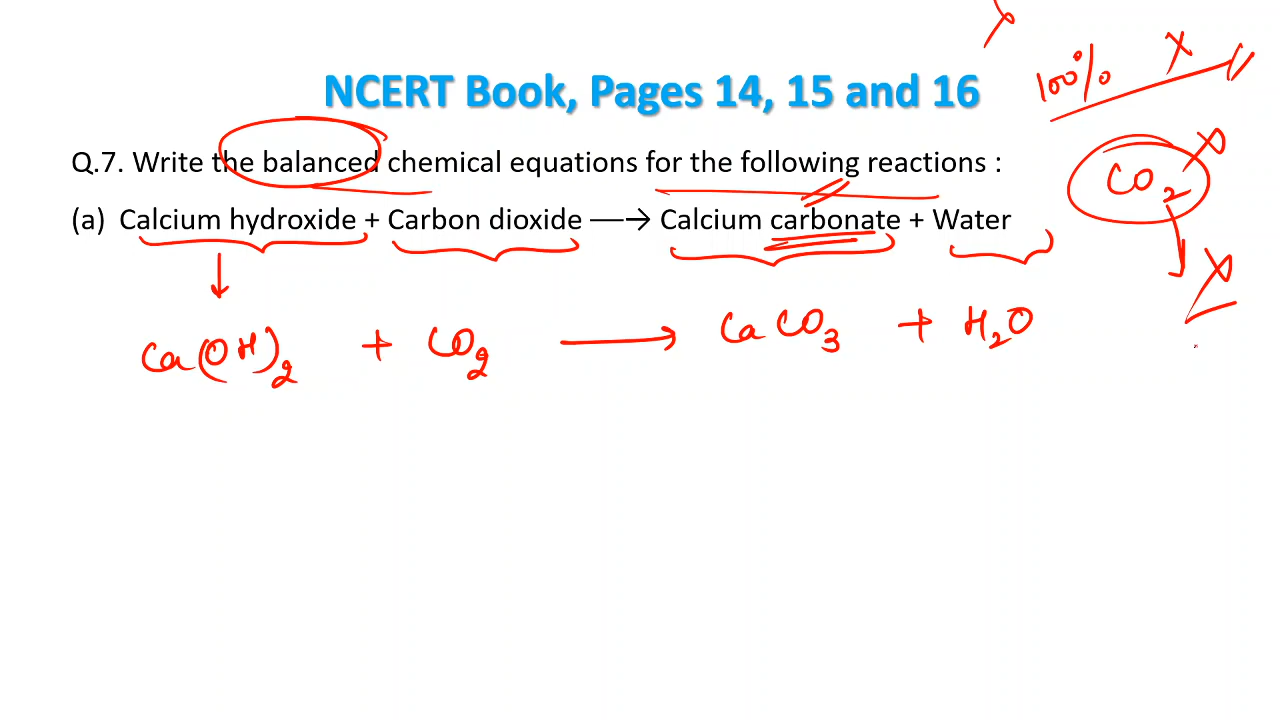 NCERT Book, Pages 14, 15 and 16
100% X
Q.7. Write the balanced chemical equations for the following reactions :
CO₂
(a) Calcium hydroxide + Carbon dioxide —→ Calcium carbonate + Water
Ca(OH)₂ + CO₂ → CaCO₃ + H₂O